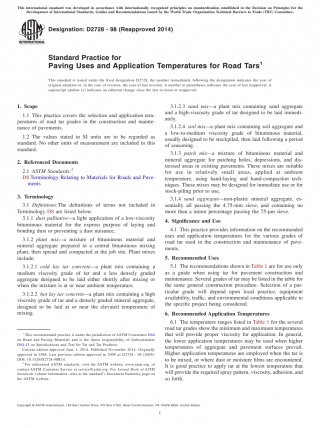 This international standard was developed in accordance with internationally recognized principles on standardization established in the Decision on Principles for the
Development of International Standards, Guides and Recommendations issued by the World Trade Organization Technical Barriers to Trade (TBT) Committee.
Designation: D2728 − 98 (Reapproved 2014)
INTERNATIONAL
Standard Practice for
Paving Uses and Application Temperatures for Road Tars1
This standard is issued under the fixed designation D2728; the number immediately following the designation indicates the year of
original adoption or, in the case of revision, the year of last revision. A number in parentheses indicates the year of last reapproval. A
superscript epsilon (ε) indicates an editorial change since the last revision or reapproval.
1. Scope
1.1 This practice covers the selection and application tem-
peratures of road tar grades in the construction and mainte-
nance of pavements.
1.2 The values stated in SI units are to be regarded as
standard. No other units of measurement are included in this
standard.
2. Referenced Documents
2.1 ASTM Standards:2
D8 Terminology Relating to Materials for Roads and Pave-
ments
3. Terminology
3.1 Definitions:The definitions of terms not included in
Terminology D8 are listed below.
3.1.1 dust palliative—a light application of a low-viscosity
bituminous material for the express purpose of laying and
bonding dust or preventing a dust nuisance.
3.1.2 plant mix—a mixture of bituminous material and
mineral aggregate prepared in a central bituminous mixing
plant, then spread and compacted at the job site. Plant mixes
include:
3.1.2.1 cold lay tar concrete—a plant mix containing a
medium viscosity grade of tar and a less densely graded
aggregate designed to be laid either shortly after mixing or
when the mixture is at or near ambient temperature.
3.1.2.2 hot lay tar concrete—a plant mix containing a high
viscosity grade of tar and a densely graded mineral aggregate,
designed to be laid at or near the elevated temperature of
mixing.
1 This recommended practice is under the jurisdiction of ASTM Committee D04
on Road and Paving Materials and is the direct responsibility of Subcommittee
D04.45 on Specifications and Test for Tar and Tar Products.
Current edition approved June 1, 2014. Published November 2014. Originally
approved in 1968. Last previous edition approved in 2009 as D2728 – 98 (2009).
DOI: 10.1520/D2728-98R14.
2 For referenced ASTM standards, visit the ASTM website, www.astm.org, or
contact ASTM Customer Service at service@astm.org. For Annual Book of ASTM
Standards volume information, refer to the standard's Document Summary page on
the ASTM website.
3.1.2.3 sand mix—a plant mix containing sand aggregate
and a high-viscosity grade of tar designed to be laid immedi-
ately.
3.1.2.4 soil mix—a plant mix containing soil aggregate and
a low-to-medium viscosity grade of bituminous material,
usually designed to be stockpiled, then laid following a period
of seasoning.
3.1.3 patch mix—a mixture of bituminous material and
mineral aggregate for patching holes, depressions, and dis-
tressed areas in existing pavements. These mixes are suitable
for use in relatively small areas, applied at ambient
temperature, using hand-laying and hand-compaction tech-
niques. These mixes may be designed for immediate use or for
stock-piling prior to use.
3.1.4 sand aggregate—non-plastic mineral aggregate, es-
sentially all passing the 4.75-mm sieve, and containing no
more than a minor percentage passing the 75-µm sieve.
4. Significance and Use
4.1 This practice provides information on the recommended
uses and application temperatures for the various grades of
road tar used in the construction and maintenance of pave-
ments.
5. Recommended Uses
5.1 The recommendations shown in Table 1 are for use only
as a guide when using tar for pavement construction and
maintenance. Several grades of tar may be listed in the table for
the same general construction procedure. Selection of a par-
ticular grade will depend upon local practice, equipment
availability, traffic, and environmental conditions applicable to
the specific project being considered.
6. Recommended Application Temperatures
6.1 The temperature ranges listed in Table 1 for the several
road tar grades show the minimum and maximum temperatures
that will provide proper viscosity for application. In general,
the lower application temperatures may be used when higher
temperatures of aggregate and pavement surfaces prevail.
Higher application temperatures are employed when the tar is
to be mixed, or where dust or moisture films are encountered.
It is good practice to apply tar at the lowest temperature that
will provide the required spray pattern, viscosity, adhesion, and
so forth.
Copyright © ASTM International, 100 Barr Harbor Drive, PO Box C700, West Conshohocken, PA 19428-2959. United States
1